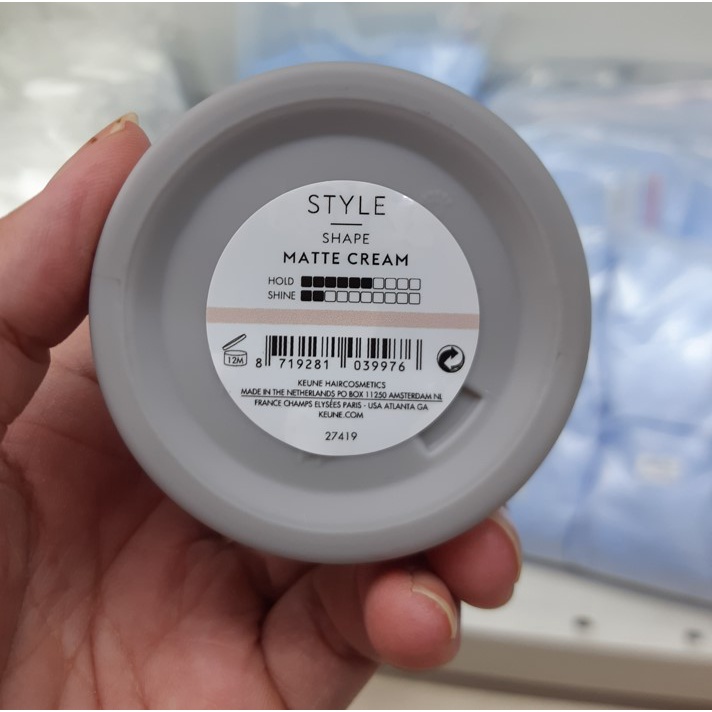 STYLE
SHAPE
MATTE CREAM
HOLD
SHINE
12M
8 719281 039976
KEUNE HAIRCOSMETICS
MADE IN THE NETHERLANDS PO BOX 11250 AMSTERDAM NL
FRANCE CHAMPS ELYSÉES PARIS - USA ATLANTA GA
KEUNE.COM
27419